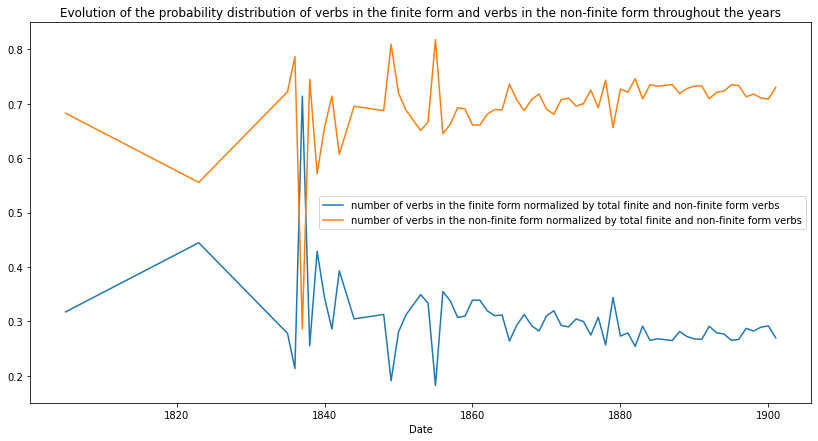 Evolution of the probability distribution of verbs in the finite form and verbs in the non-finite form throughout the years
0.8
0.7
0.6
0.5
0.4
0.3
0.2
number of verbs in the finite form normalized by total finite and non-finite form verbs
number of verbs in the non-finite form normalized by total finite and non-finite form verbs
1820 1840 1860 1880 1900
Date